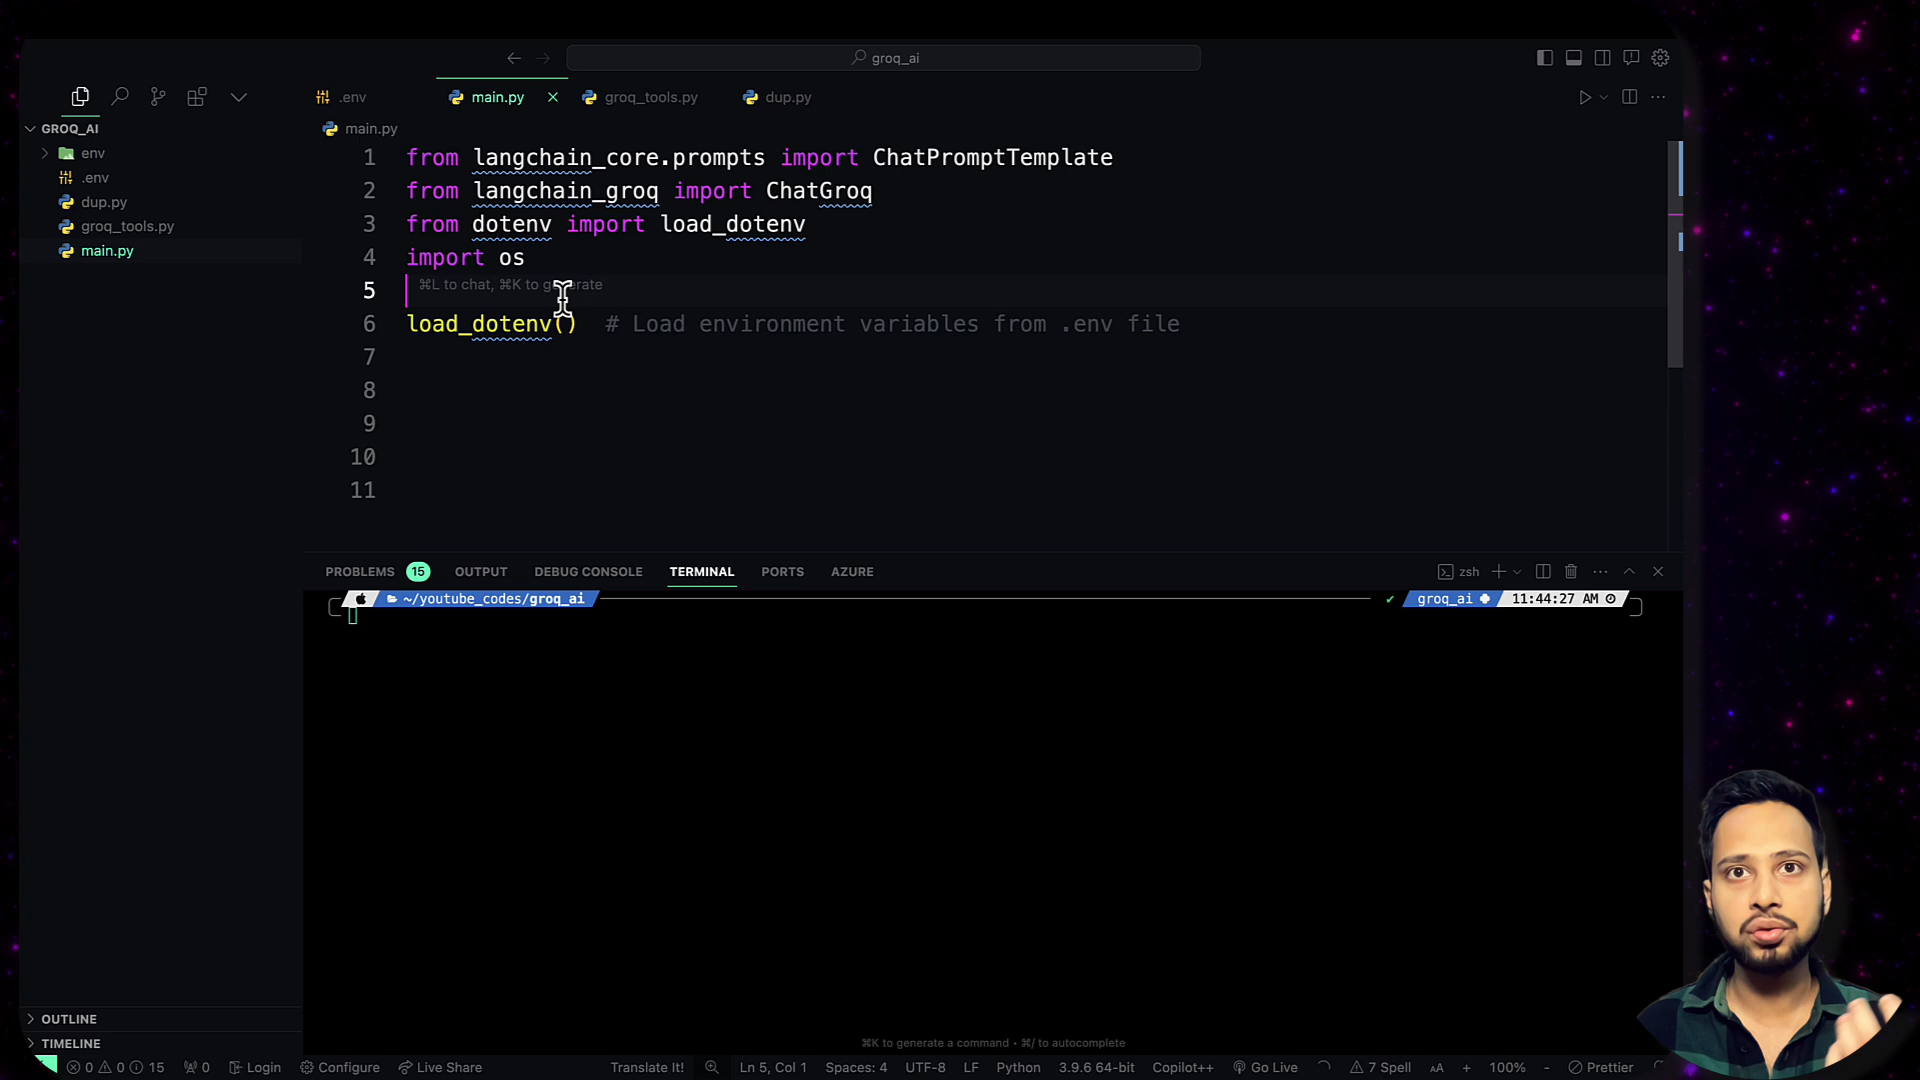 groq_ai
.env
main.py
groq_tools.py
dup.py
GROQ_AI
env
.env
dup.py
groq_tools.py
main.py
main.py
1 from langchain_core.prompts import ChatPromptTemplate
2 from langchain_groq import ChatGroq
3 from dotenv import load_dotenv
4 import os
5 ⌘L to chat, ⌘K to generate
6 load_dotenv() # Load environment variables from .env file
7
8
9
10
11
PROBLEMS 15 OUTPUT DEBUG CONSOLE TERMINAL PORTS AZURE zsh
~/youtube_codes/groq_ai ✔ groq_ai 11:44:27 AM
⌘K to generate a command • ⌘/ to autocomplete
OUTLINE
TIMELINE
0 0 15 0 Login Configure Live Share Translate It! Ln 5, Col 1 Spaces: 4 UTF-8 LF Python 3.9.6 64-bit Copilot++ Go Live 7 Spell AA + 100% - Prettier